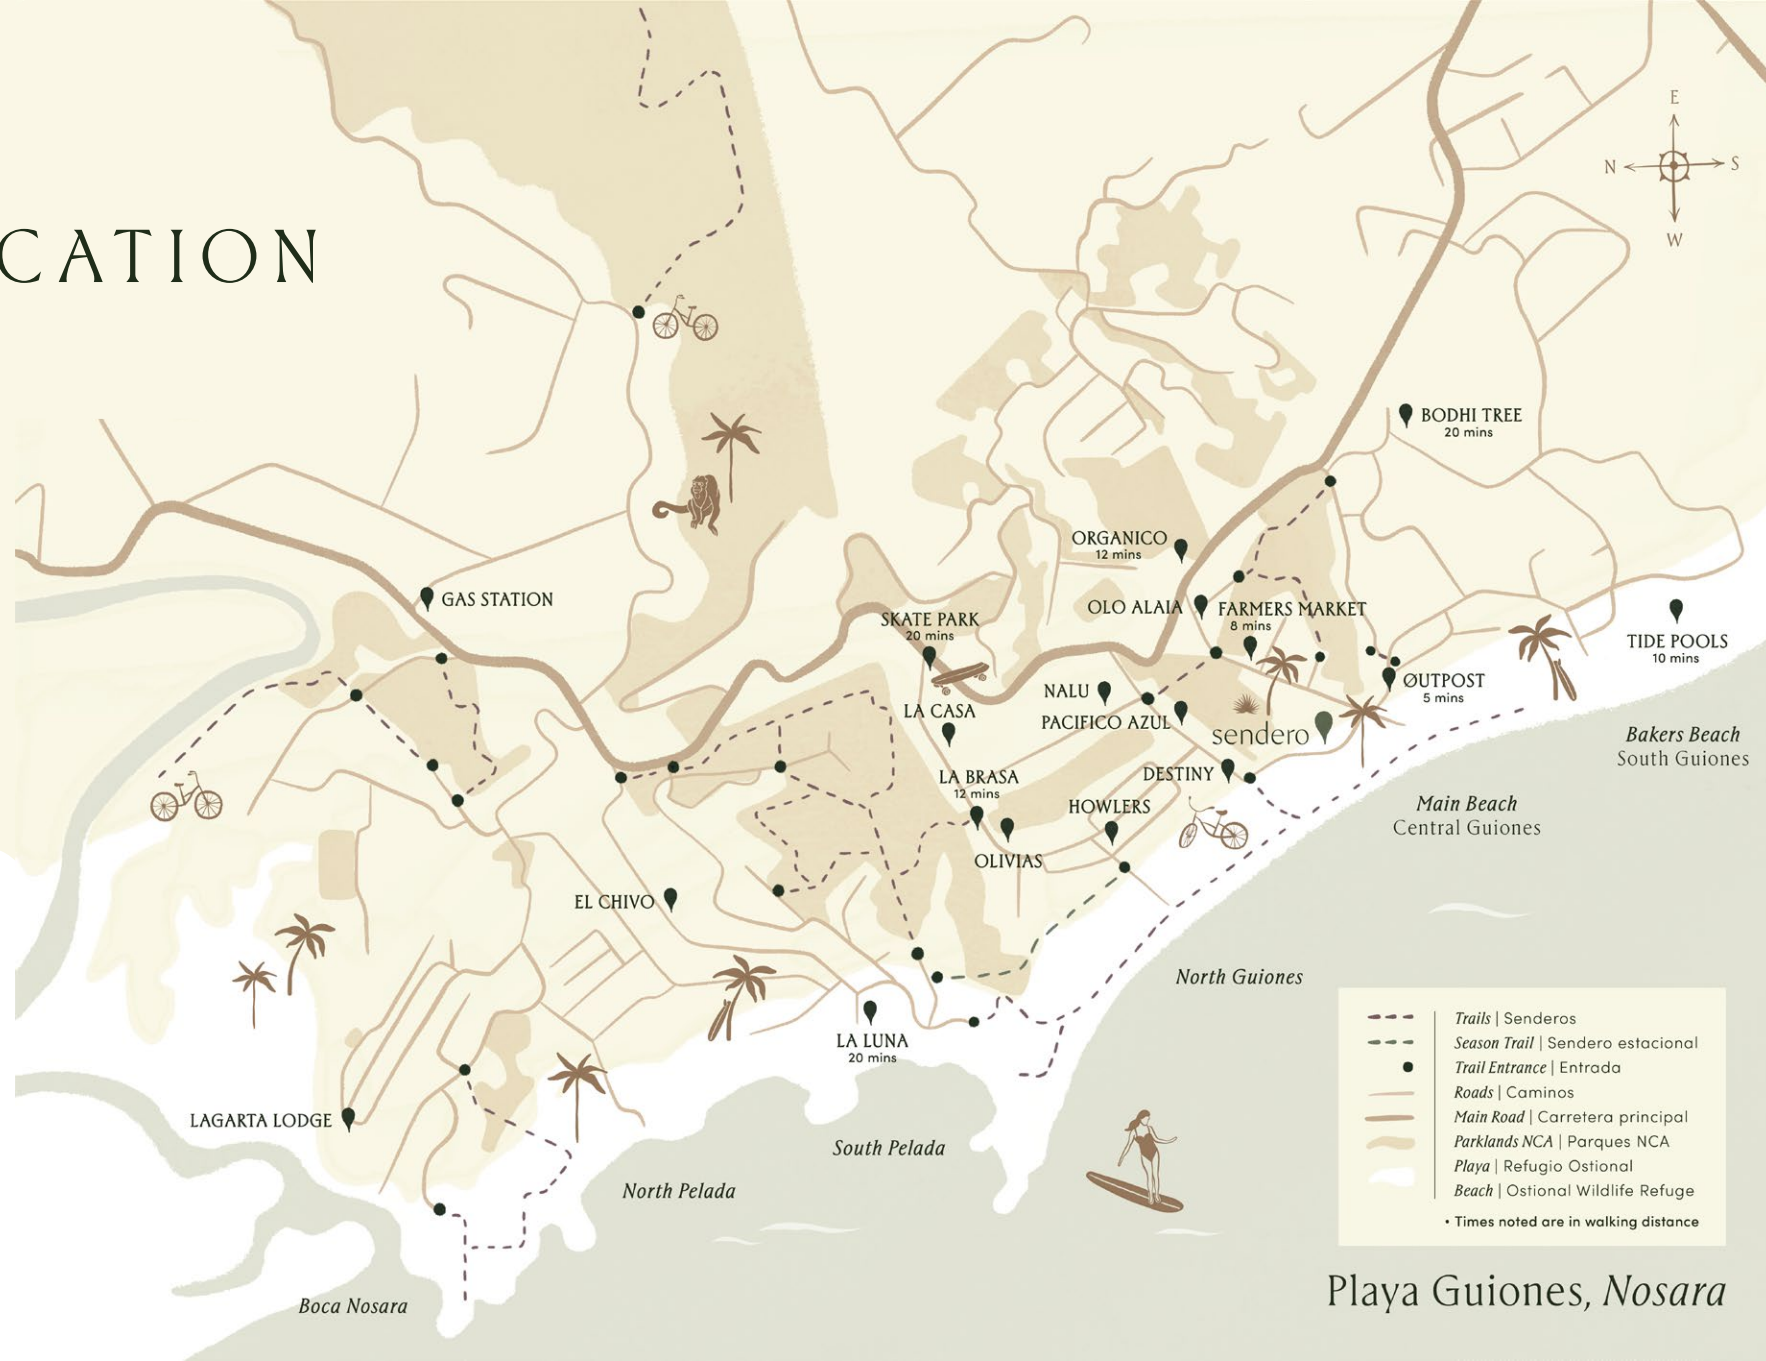 CATION
E
N
S
W
BODHI TREE
20 mins
ORGANICO
12 mins
GAS STATION
OLO ALAIA
FARMERS MARKET
8 mins
SKATE PARK
20 mins
TIDE POOLS
10 mins
OUTPOST
5 mins
NALU
LA CASA
PACIFICO AZUL
sendero
Bakers Beach
South Guiones
DESTINY
LA BRASA
12 mins
HOWLERS
Main Beach
Central Guiones
OLIVIAS
EL CHIVO
North Guiones
LA LUNA
20 mins
LAGARTA LODGE
South Pelada
North Pelada
Boca Nosara
Trails | Senderos
Season Trail | Sendero estacional
Trail Entrance | Entrada
Roads | Caminos
Main Road | Carretera principal
Parklands NCA | Parques NCA
Playa | Refugio Ostional
Beach | Ostional Wildlife Refuge
• Times noted are in walking distance
Playa Guiones, Nosara